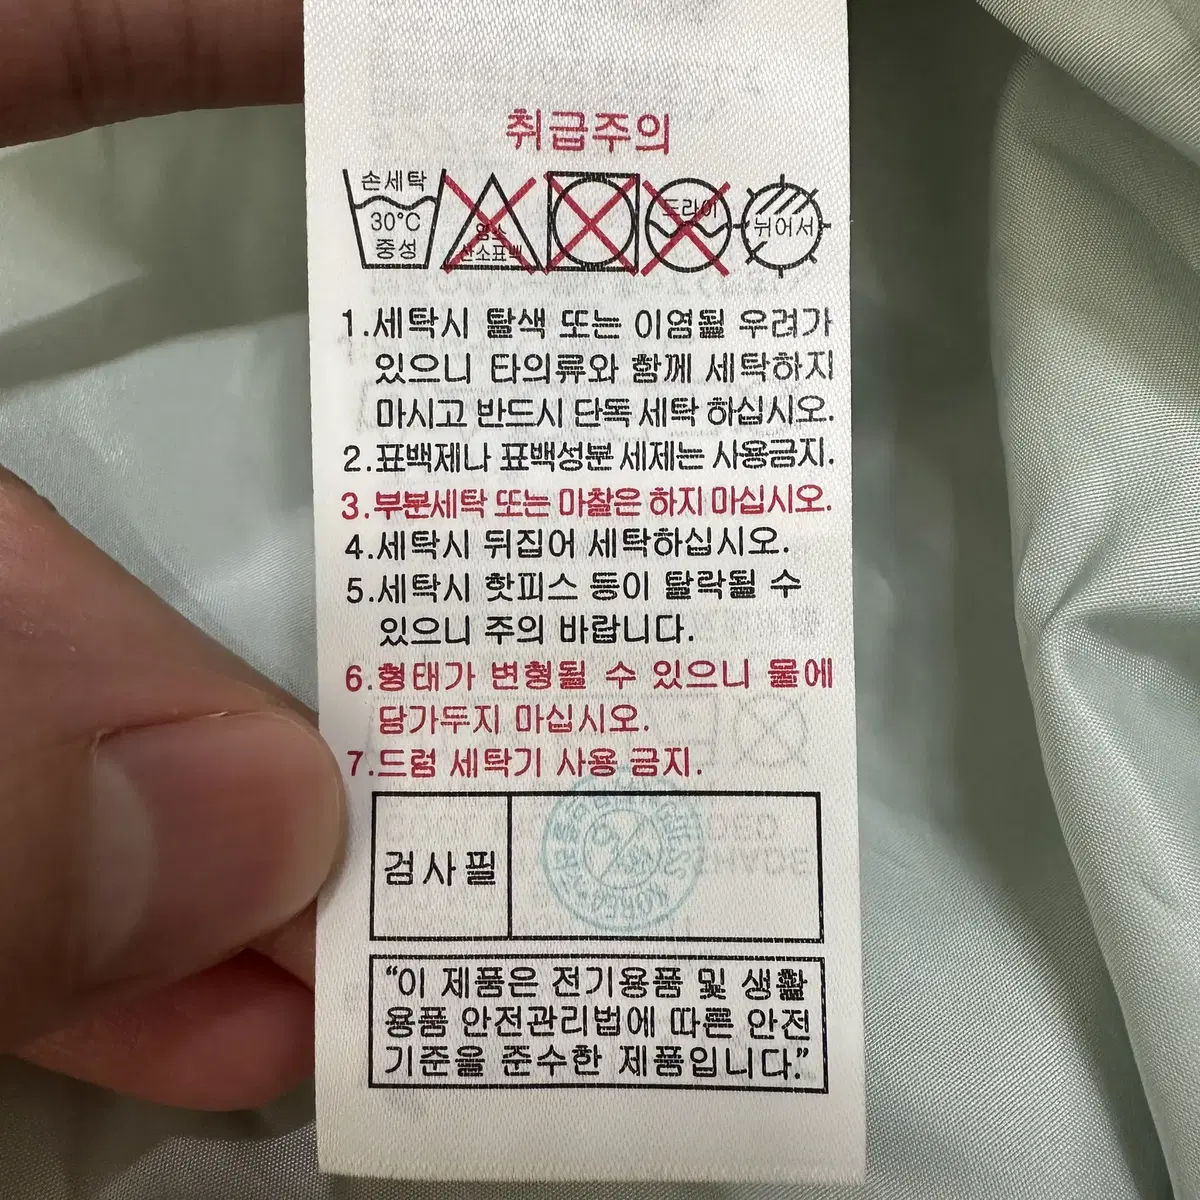 취급주의
손세탁
30℃
중성
염소
산소표백
드라이
뉘어서
1.세탁시 탈색 또는 이염될 우려가
있으니 타의류와 함께 세탁하지
마시고 반드시 단독 세탁 하십시오.
2.표백제나 표백성분 세제는 사용금지.
3.부분세탁 또는 마찰은 하지 마십시오.
4.세탁시 뒤집어 세탁하십시오.
5.세탁시 핫피스 등이 탈락될 수
있으니 주의 바랍니다.
6.형태가 변형될 수 있으니 물에
담가두지 마십시오.
7.드럼 세탁기 사용 금지.
검사필
“이 제품은 전기용품 및 생활
용품 안전관리법에 따른 안전
기준을 준수한 제품입니다.”